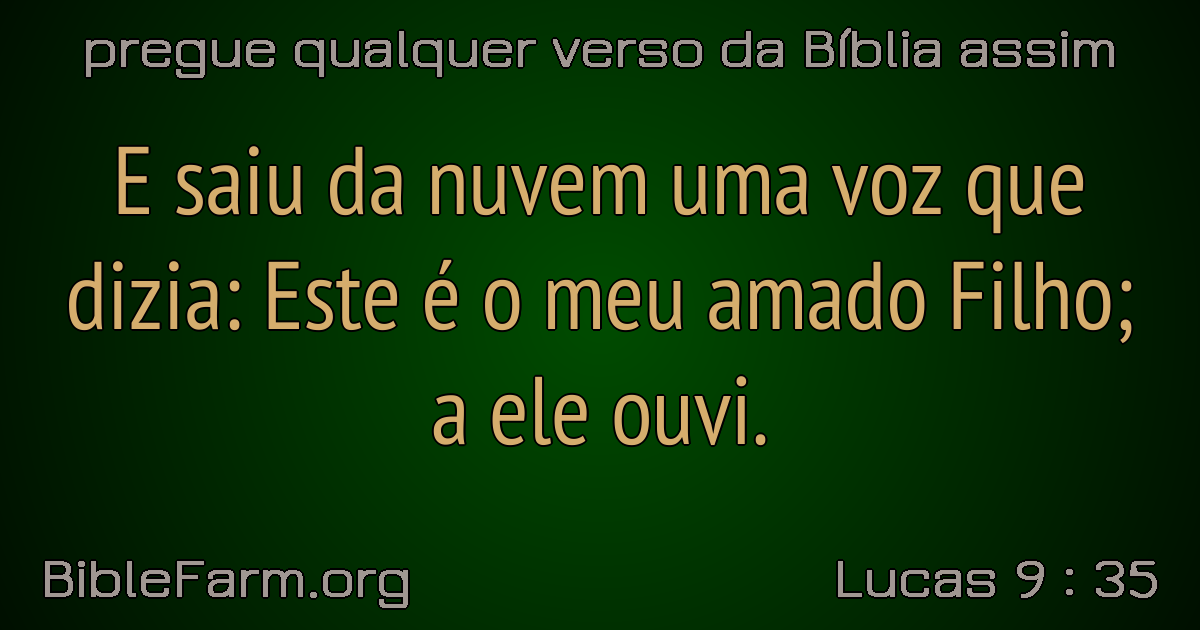 pregue qualquer verso da Bíblia assim
E saiu da nuvem uma voz que
dizia: Este é o meu amado Filho;
a ele ouvi.
BibleFarm.org
Lucas 9 : 35